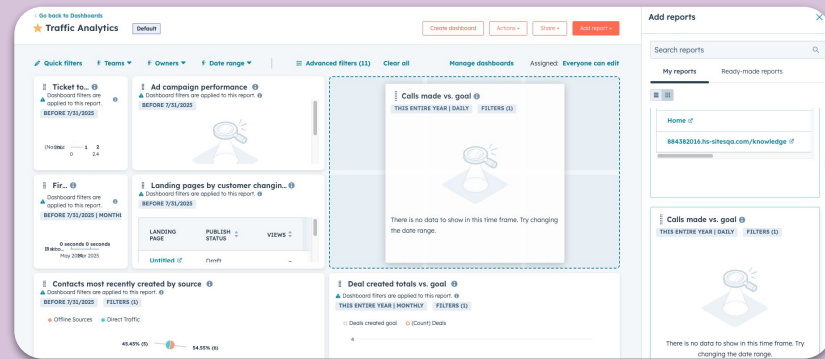 < Go back to Dashboards
Traffic Analytics
Default
Create dashboard
Actions
Share
Add report
Quick filters
Teams
Owners
Date range
Advanced filters (11)
Clear all
Manage dashboards
Assigned: Everyone can edit
Ticket to...
Dashboard filters are
applied to this report.
BEFORE 7/31/2025
1 2
0 2.4
Ad campaign performance
Dashboard filters are applied to this report.
BEFORE 7/31/2025
Calls made vs. goal
THIS ENTIRE YEAR | DAILY FILTERS (1)
There is no data to show in this time frame. Try changing
the date range.
Fir...
Dashboard filters are
applied to this report.
BEFORE 7/31/2025 | MONTHL
0 seconds 0 seconds
May 2025
Landing pages by customer changin...
Dashboard filters are applied to this report.
BEFORE 7/31/2025
LANDING
PAGE
PUBLISH
STATUS
VIEWS
Untitled
Draft
–
Contacts most recently created by source
Dashboard filters are applied to this report.
BEFORE 7/31/2025 FILTERS (1)
Offline Sources Direct Traffic
45.45% (5)
54.55% (6)
Deal created totals vs. goal
Dashboard filters are applied to this report.
THIS ENTIRE YEAR | MONTHLY FILTERS (1)
Deals created goal (Count) Deals
4
Add reports
Search reports
My reports
Ready-made reports
Home
884382016.hs-sitesqa.com/knowledge
Calls made vs. goal
THIS ENTIRE YEAR | DAILY FILTERS (1)
There is no data to show in this time frame. Try
changing the date range.